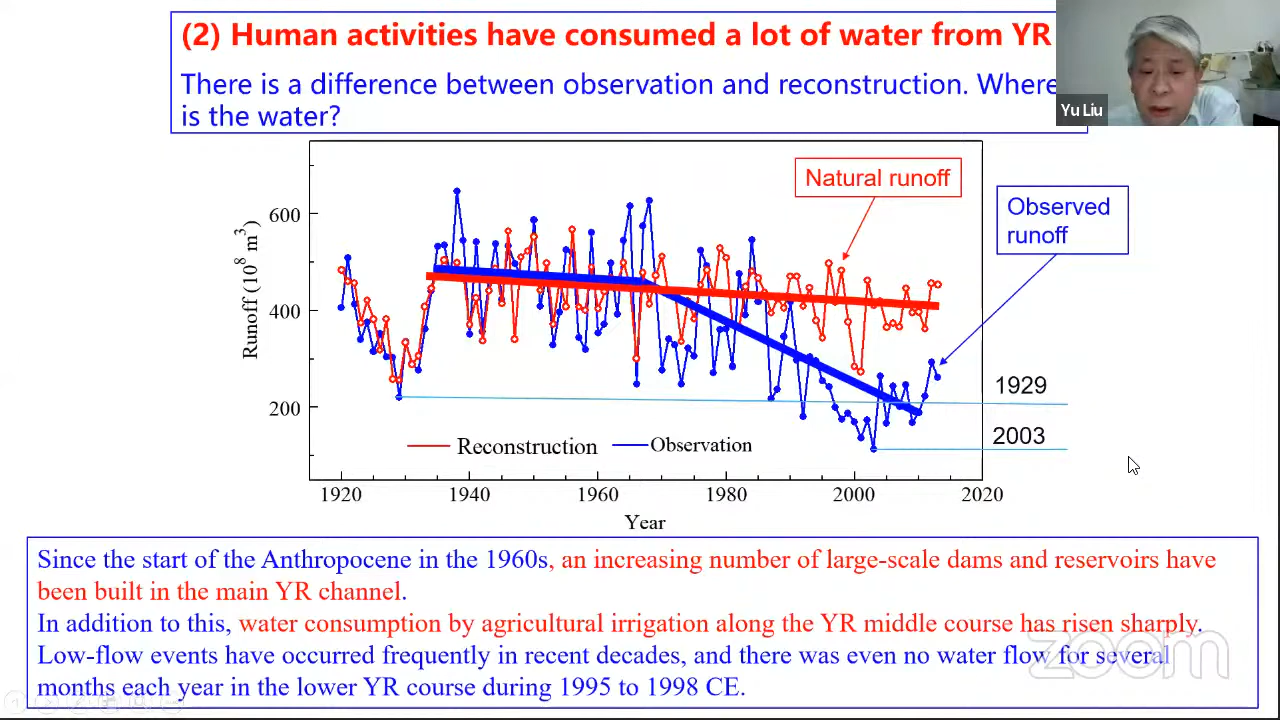 (2) Human activities have consumed a lot of water from YR
There is a difference between observation and reconstruction. Where
is the water?
Yu Liu
Natural runoff
Observed
runoff
Runoff (10⁸ m³)
600
400
200
1929
2003
Reconstruction
Observation
1920
1940
1960
1980
2000
2020
Year
Since the start of the Anthropocene in the 1960s, an increasing number of large-scale dams and reservoirs have
been built in the main YR channel.
In addition to this, water consumption by agricultural irrigation along the YR middle course has risen sharply.
Low-flow events have occurred frequently in recent decades, and there was even no water flow for several
months each year in the lower YR course during 1995 to 1998 CE.
zoom